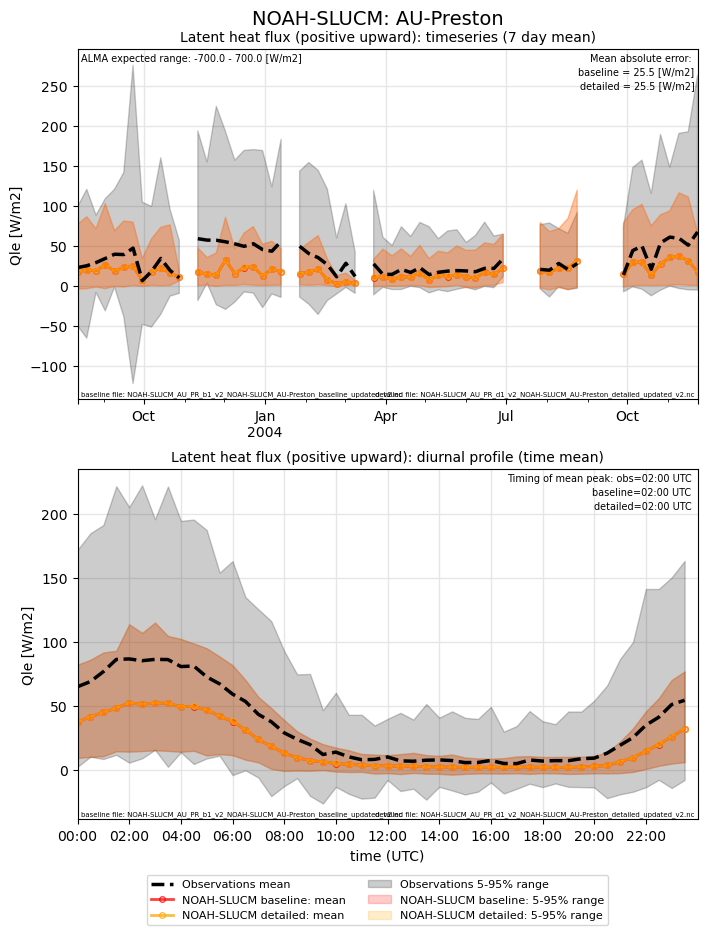 NOAH-SLUCM: AU-Preston
Latent heat flux (positive upward): timeseries (7 day mean)
ALMA expected range: -700.0 - 700.0 [W/m2]
Mean absolute error:
baseline = 25.5 [W/m2]
detailed = 25.5 [W/m2]
250
200
150
100
50
0
−50
−100
Qle [W/m2]
baseline file: NOAH-SLUCM_AU_PR_b1_v2_NOAH-SLUCM_AU-Preston_baseline_updated_v2.nc
detailed file: NOAH-SLUCM_AU_PR_d1_v2_NOAH-SLUCM_AU-Preston_detailed_updated_v2.nc
Oct Jan Apr Jul Oct
2004
Latent heat flux (positive upward): diurnal profile (time mean)
Timing of mean peak: obs=02:00 UTC
baseline=02:00 UTC
detailed=02:00 UTC
200
150
100
50
0
Qle [W/m2]
baseline file: NOAH-SLUCM_AU_PR_b1_v2_NOAH-SLUCM_AU-Preston_baseline_updated_v2.nc
detailed file: NOAH-SLUCM_AU_PR_d1_v2_NOAH-SLUCM_AU-Preston_detailed_updated_v2.nc
00:00 02:00 04:00 06:00 08:00 10:00 12:00 14:00 16:00 18:00 20:00 22:00
time (UTC)
Observations mean
NOAH-SLUCM baseline: mean
NOAH-SLUCM detailed: mean
Observations 5-95% range
NOAH-SLUCM baseline: 5-95% range
NOAH-SLUCM detailed: 5-95% range